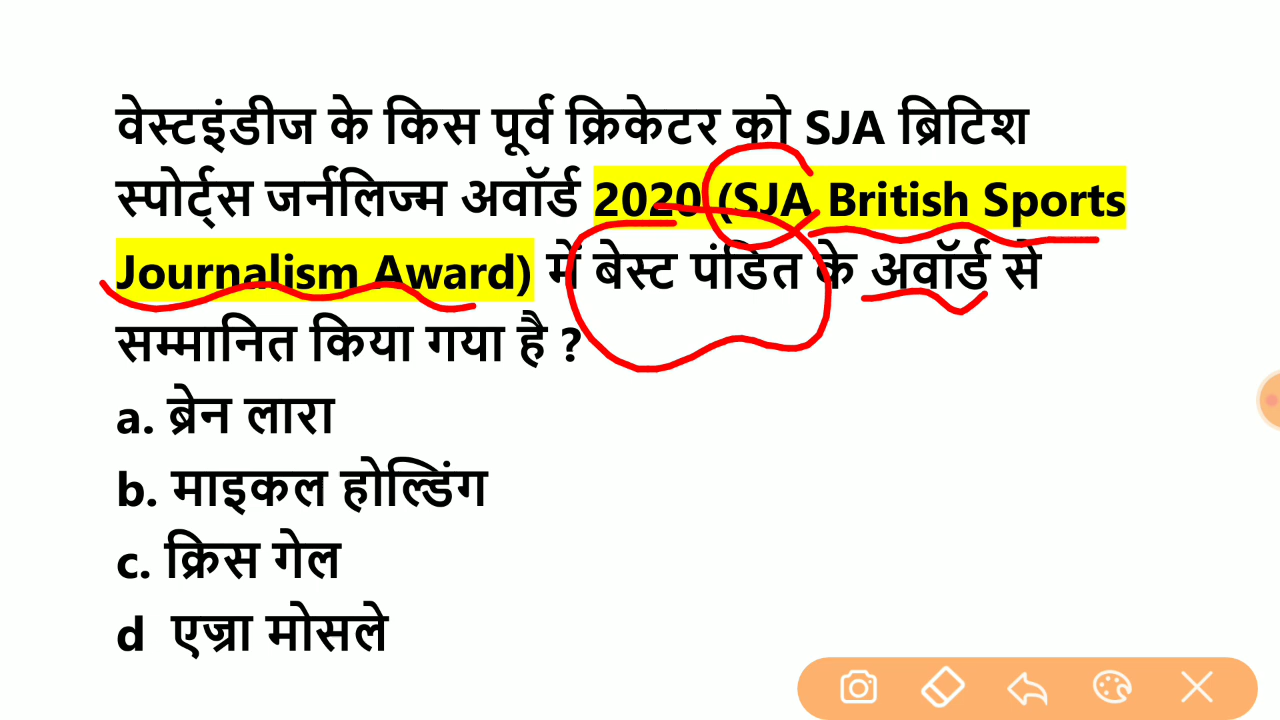 वेस्टइंडीज के किस पूर्व क्रिकेटर को SJA ब्रिटिश
स्पोर्ट्स जर्नलिज्म अवॉर्ड 2020 (SJA British Sports
Journalism Award) में बेस्ट पंडित के अवॉर्ड से
सम्मानित किया गया है ?
a. ब्रेन लारा
b. माइकल होल्डिंग
c. क्रिस गेल
d एज्रा मोसले